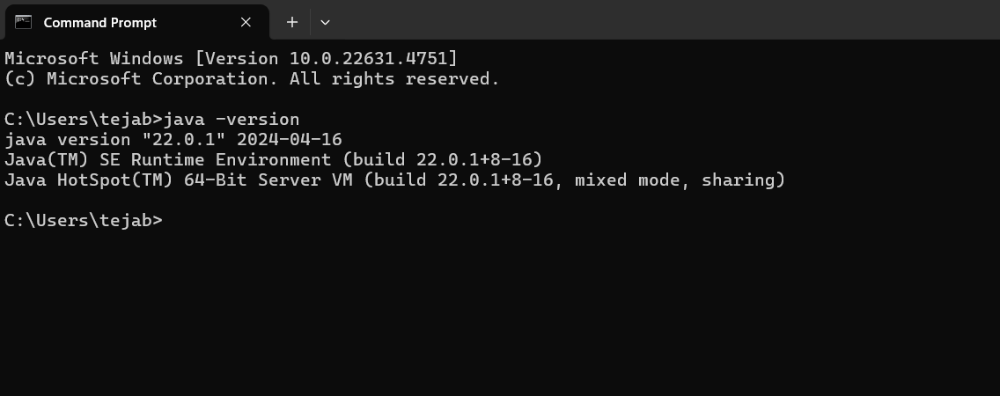 Command Prompt
Microsoft Windows [Version 10.0.22631.4751]
(c) Microsoft Corporation. All rights reserved.
C:\Users\tejab>java -version
java version "22.0.1" 2024-04-16
Java(TM) SE Runtime Environment (build 22.0.1+8-16)
Java HotSpot(TM) 64-Bit Server VM (build 22.0.1+8-16, mixed mode, sharing)
C:\Users\tejab>